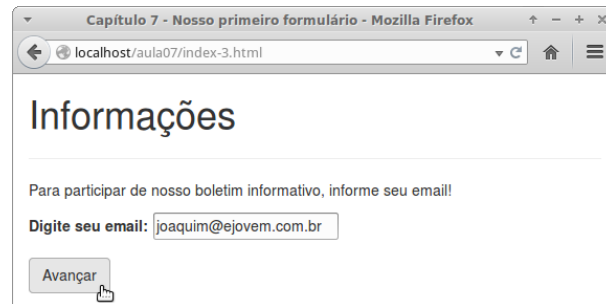 Capítulo 7 - Nosso primeiro formulário - Mozilla Firefox
localhost/aula07/index-3.html
Informações
Para participar de nosso boletim informativo, informe seu email!
Digite seu email: joaquim@ejovem.com.br
Avançar